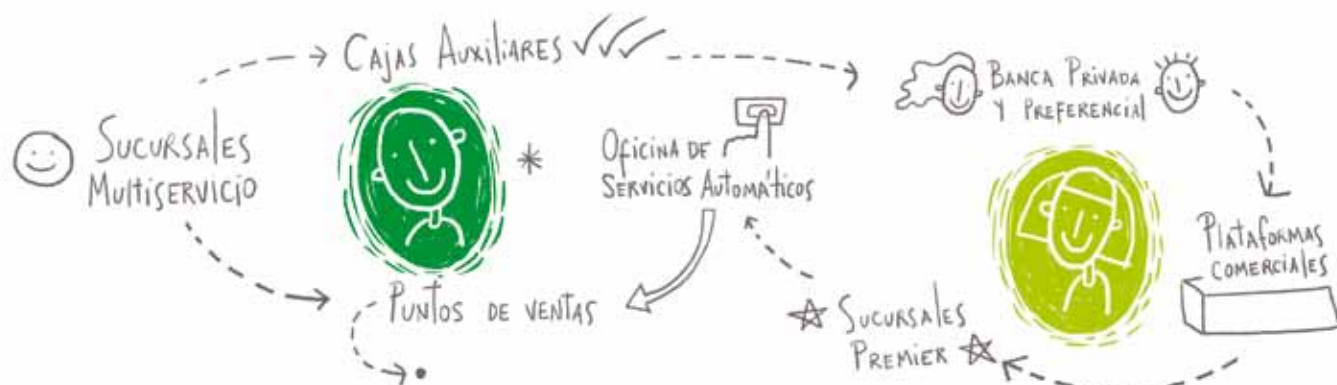 Cajas Auxiliares
Sucursales
Multiservicio
Oficina de
Servicios Automáticos
Banca Privada
y Preferencial
Plataformas
comerciales
Puntos de ventas
Sucursales
Premier